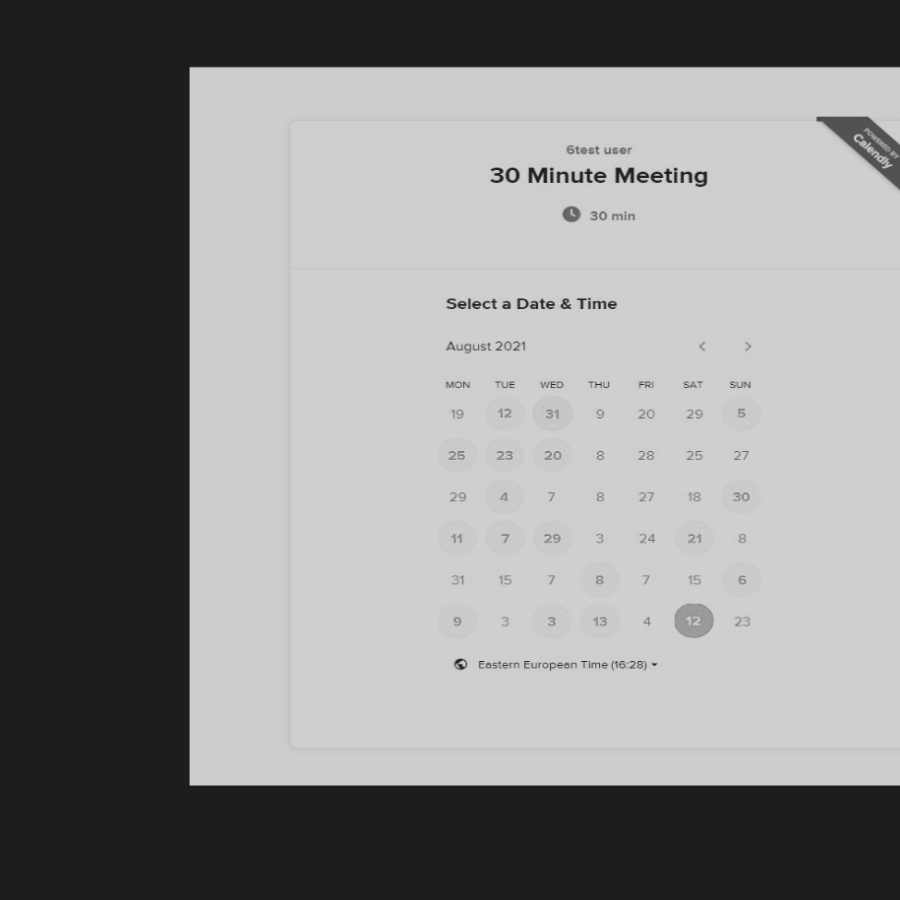 POWERED BY
Calendly
6test user
30 Minute Meeting
30 min
Select a Date & Time
August 2021
MON TUE WED THU FRI SAT SUN
19 12 31 9 20 29 5
25 23 20 8 28 25 27
29 4 7 8 27 18 30
11 7 29 3 24 21 8
31 15 7 8 7 15 6
9 3 3 13 4 12 23
Eastern European Time (16:28)